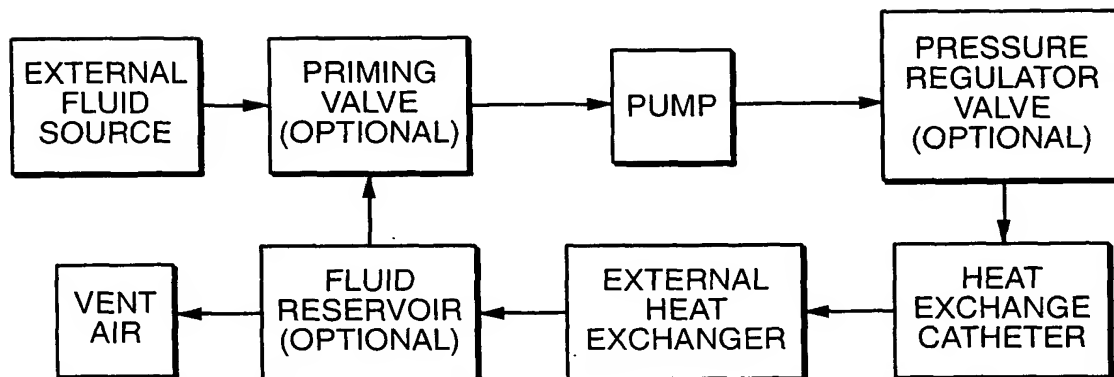 EXTERNAL
FLUID
SOURCE
PRIMING
VALVE
(OPTIONAL)
PUMP
PRESSURE
REGULATOR
VALVE
(OPTIONAL)
VENT
AIR
FLUID
RESERVOIR
(OPTIONAL)
EXTERNAL
HEAT
EXCHANGER
HEAT
EXCHANGE
CATHETER